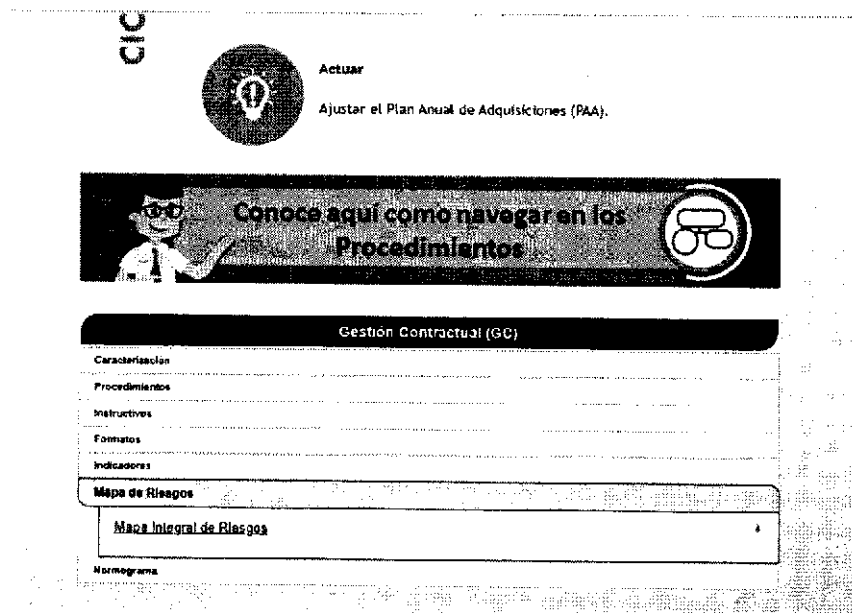 CIC
Actuar
Ajustar el Plan Anual de Adquisiciones (PAA).
Conoce aquí como navegar en los
Procedimientos
Gestión Contractual (GC)
Caracterización
Procedimientos
Instructivos
Formatos
Indicadores
Mapa de Riesgos
Mapa Integral de Riesgos
Normograma